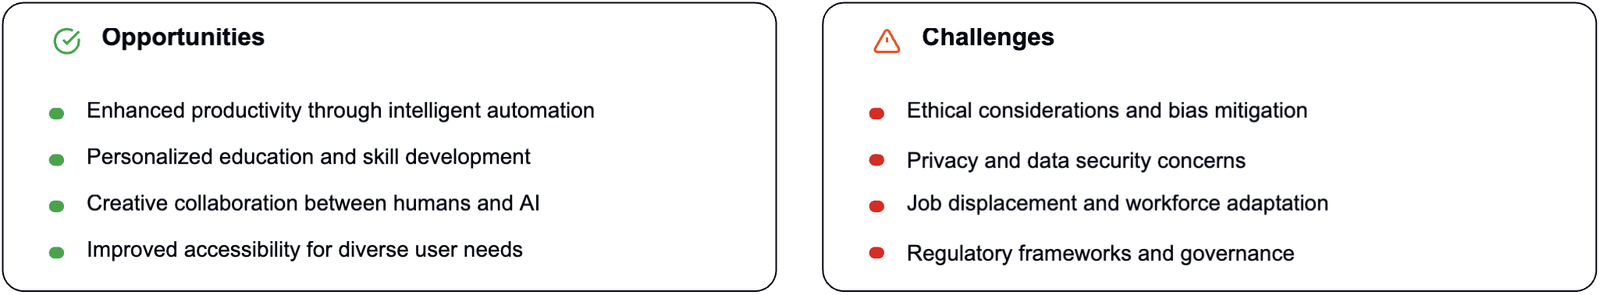 Opportunities
Enhanced productivity through intelligent automation
Personalized education and skill development
Creative collaboration between humans and AI
Improved accessibility for diverse user needs
Challenges
Ethical considerations and bias mitigation
Privacy and data security concerns
Job displacement and workforce adaptation
Regulatory frameworks and governance